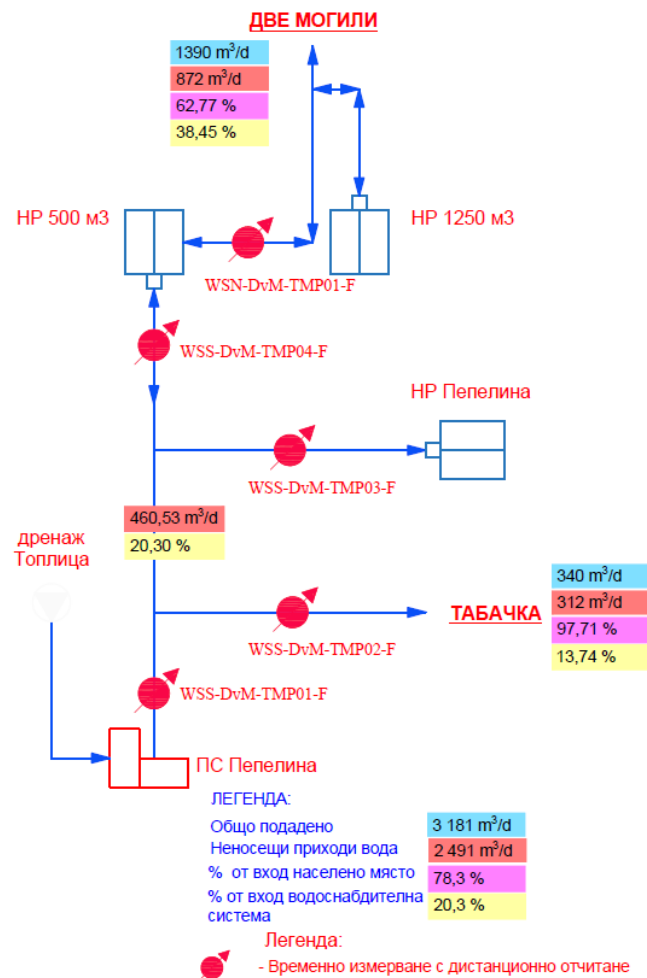 ДВЕ МОГИЛИ
1390 m³/d
872 m³/d
62,77 %
38,45 %
НР 500 м3
НР 1250 м3
WSN-DvM-TMP01-F
WSS-DvM-TMP04-F
НР Пепелина
WSS-DvM-TMP03-F
460,53 m³/d
20,30 %
дренаж
Топлица
340 m³/d
312 m³/d
97,71 %
13,74 %
ТАБАЧКА
WSS-DvM-TMP02-F
WSS-DvM-TMP01-F
ПС Пепелина
ЛЕГЕНДА:
Общо подадено 3 181 m³/d
Неносещи приходи вода 2 491 m³/d
% от вход населено място 78,3 %
% от вход водоснабдителна 20,3 %
система
Легенда:
- Временно измерване с дистанционно отчитане